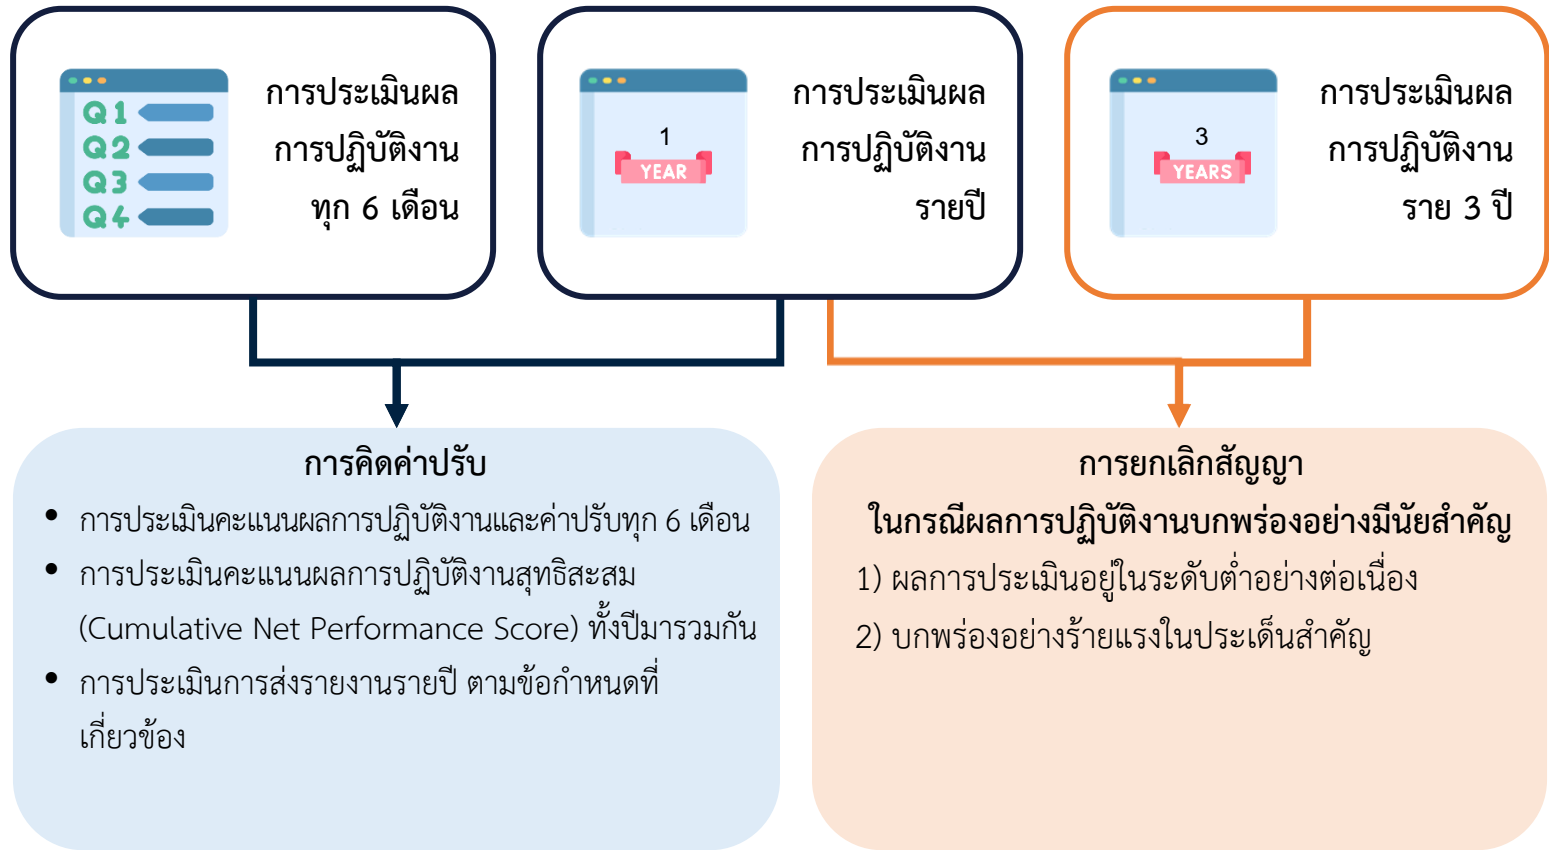 Q1
Q2
Q3
Q4
การประเมินผล
การปฏิบัติงาน
ทุก 6 เดือน
1
YEAR
การประเมินผล
การปฏิบัติงาน
รายปี
3
YEARS
การประเมินผล
การปฏิบัติงาน
ราย 3 ปี
การคิดค่าปรับ
• การประเมินคะแนนผลการปฏิบัติงานและค่าปรับทุก 6 เดือน
• การประเมินคะแนนผลการปฏิบัติงานสุทธิสะสม
(Cumulative Net Performance Score) ทั้งปีมารวมกัน
• การประเมินการส่งรายงานรายปี ตามข้อกำหนดที่
เกี่ยวข้อง
การยกเลิกสัญญา
ในกรณีผลการปฏิบัติงานบกพร่องอย่างมีนัยสำคัญ
1) ผลการประเมินอยู่ในระดับต่ำอย่างต่อเนื่อง
2) บกพร่องอย่างร้ายแรงในประเด็นสำคัญ